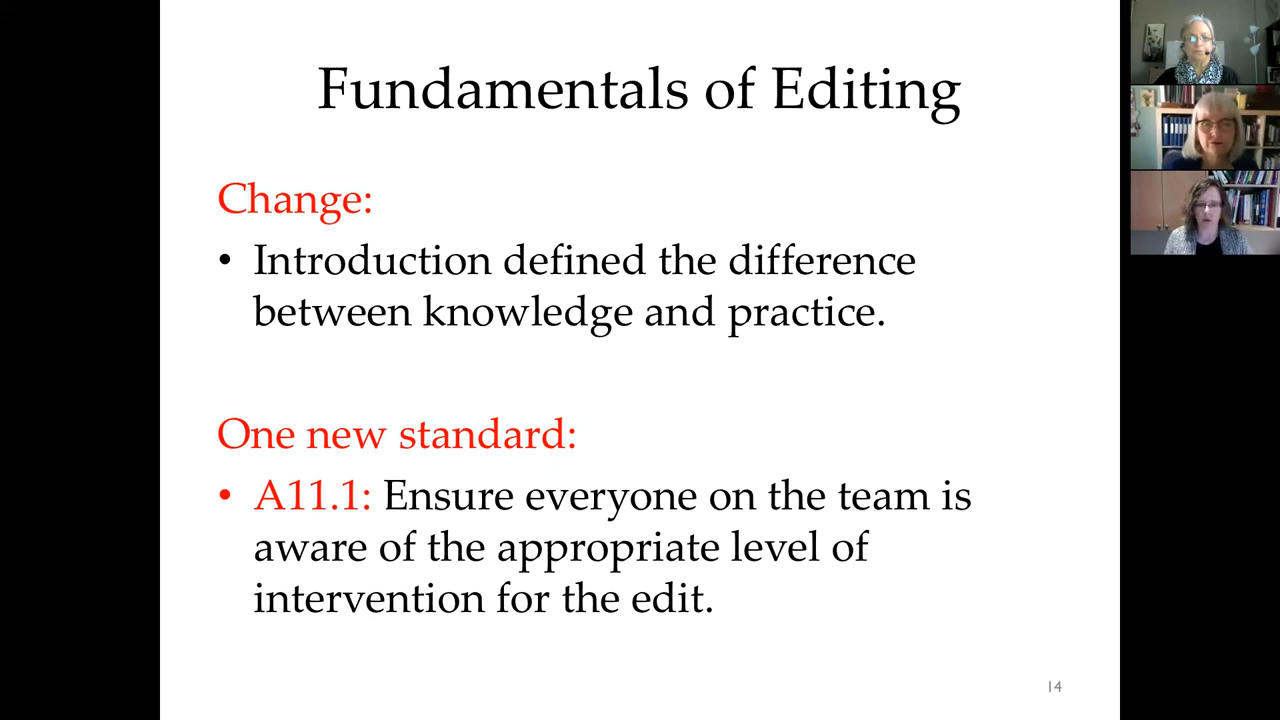 Fundamentals of Editing
Change:
• Introduction defined the difference
between knowledge and practice.
One new standard:
• A11.1: Ensure everyone on the team is
aware of the appropriate level of
intervention for the edit.
14